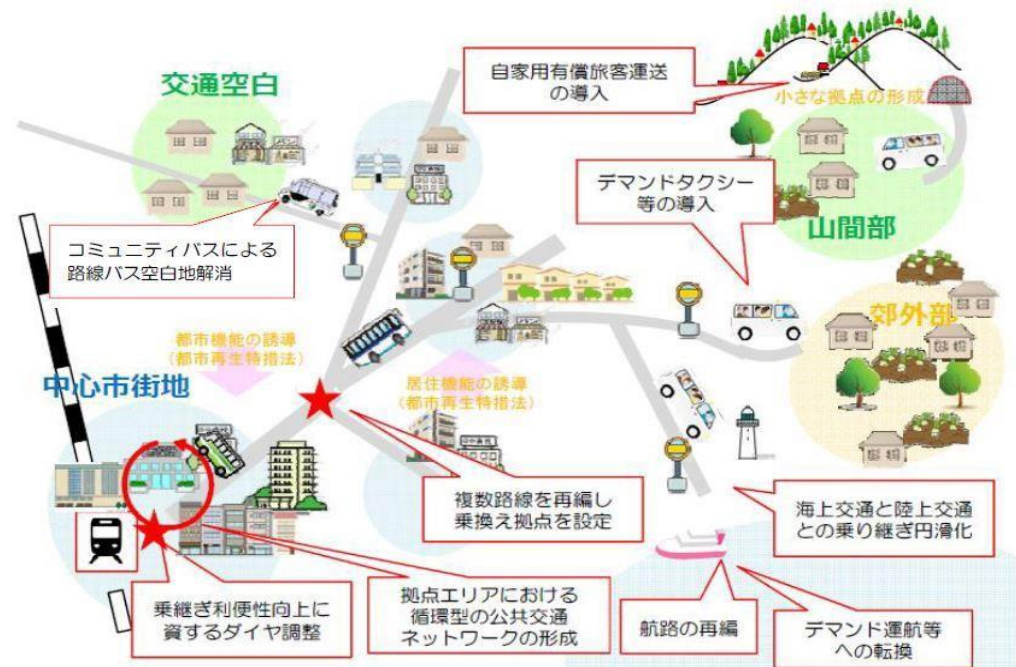 自家用有償旅客運送
の導入
交通空白
小さな拠点の形成
デマンドタクシー
等の導入
山間部
コミュニティバスによる
路線バス空白地解消
郊外部
都市機能の誘導
(都市再生特措法)
中心市街地
居住機能の誘導
(都市再生特措法)
複数路線を再編し
乗換え拠点を設定
海上交通と陸上交通
との乗り継ぎ円滑化
乗継ぎ利便性向上に
資するダイヤ調整
拠点エリアにおける
循環型の公共交通
ネットワークの形成
航路の再編
デマンド運航等
への転換